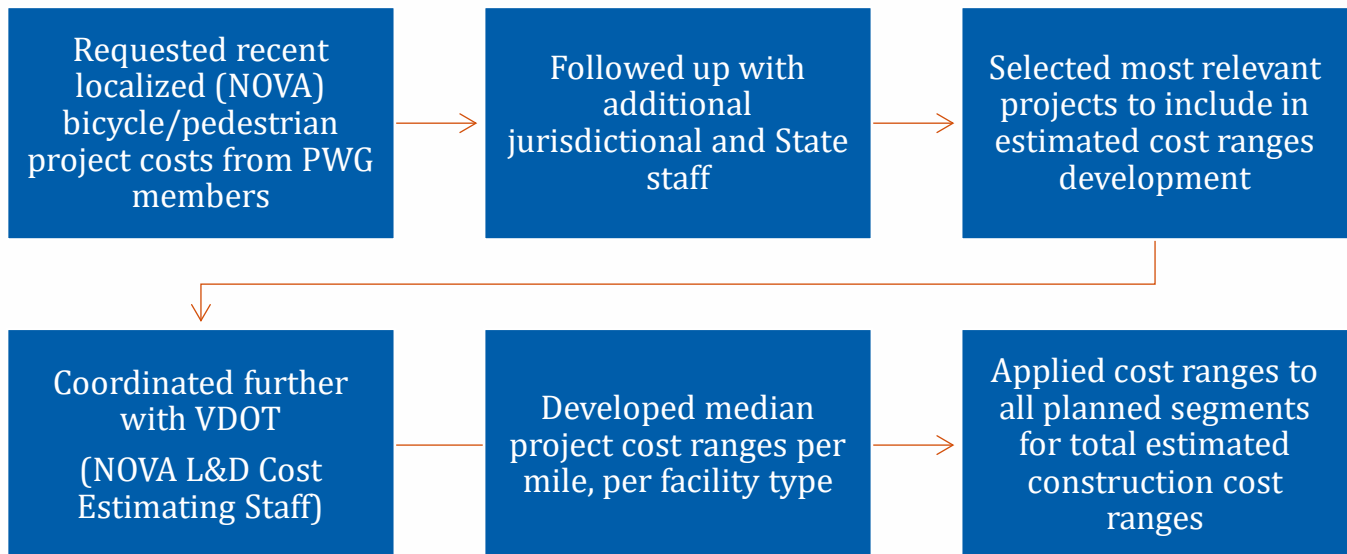 Requested recent
localized (NOVA)
bicycle/pedestrian
project costs from PWG
members
Followed up with
additional
jurisdictional and State
staff
Selected most relevant
projects to include in
estimated cost ranges
development
Coordinated further
with VDOT
(NOVA L&D Cost
Estimating Staff)
Developed median
project cost ranges per
mile, per facility type
Applied cost ranges to
all planned segments
for total estimated
construction cost
ranges